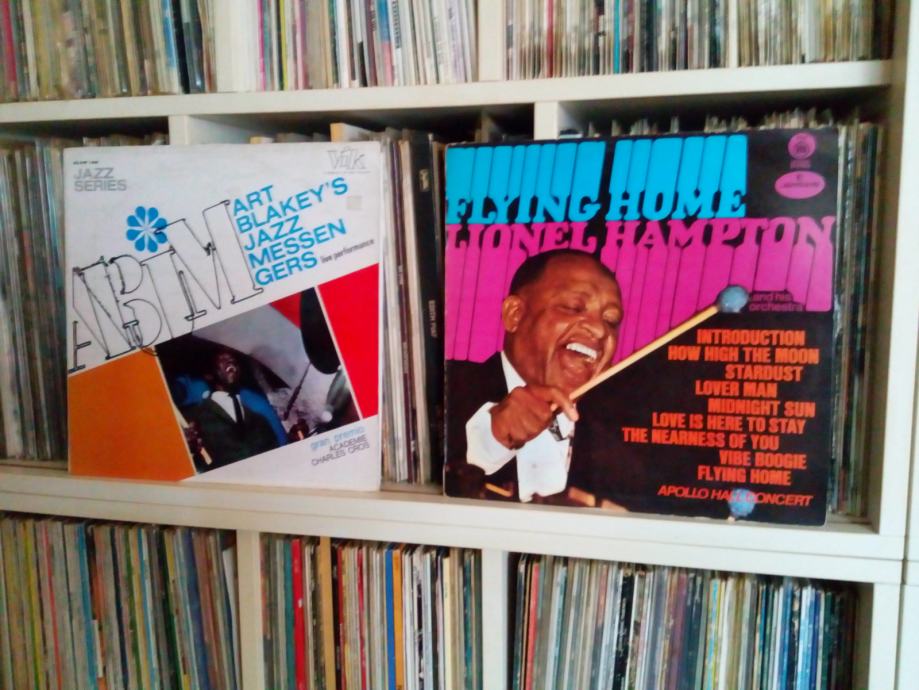 JAZZ
SERIES
Vik
ART
BLAKEY'S
JAZZ
MESSEN
GERS
live performance
ABJM
gran premio
ACADEMIE
CHARLES CROS
FLYING HOME
LIONEL HAMPTON
and his
orchestra
INTRODUCTION
HOW HIGH THE MOON
STARDUST
LOVER MAN
MIDNIGHT SUN
LOVE IS HERE TO STAY
THE NEARNESS OF YOU
VIBE BOOGIE
FLYING HOME
APOLLO HALL CONCERT